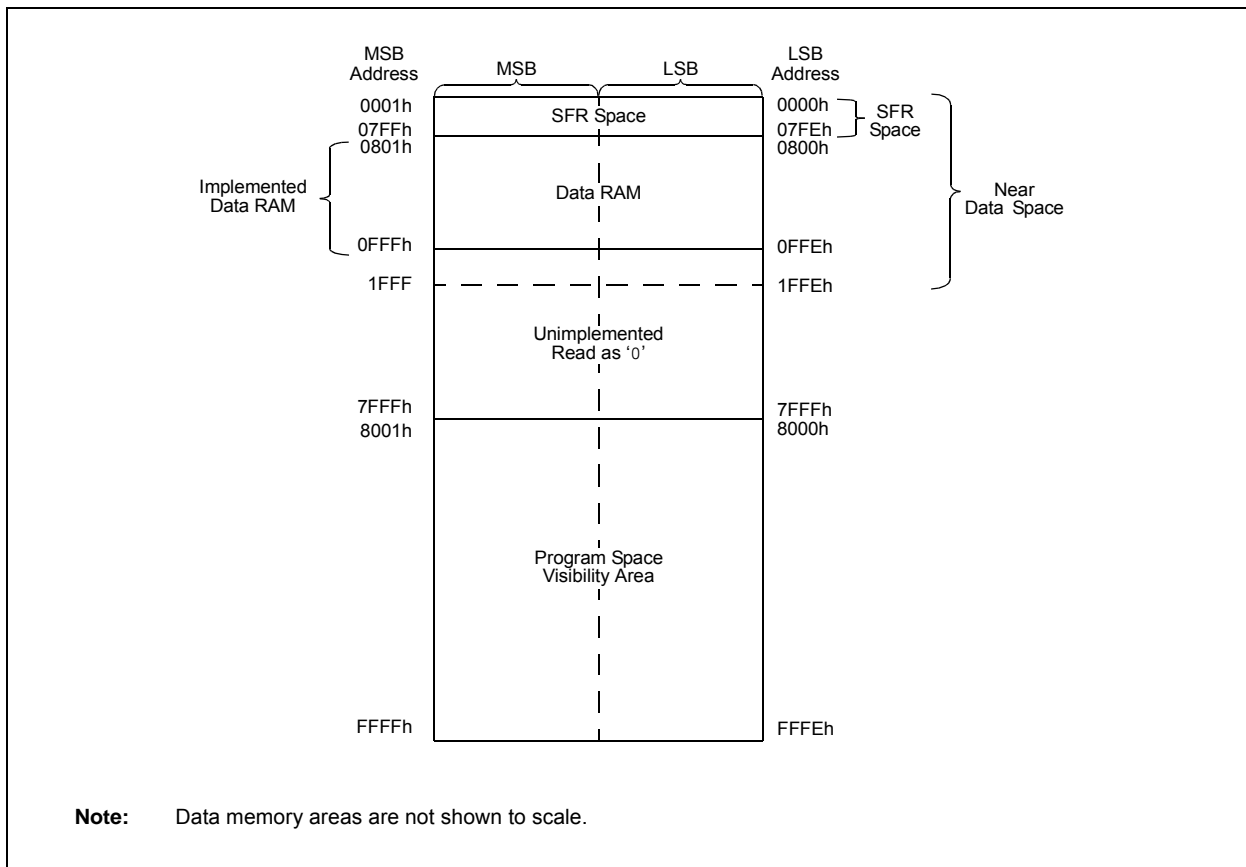 MSB
Address
MSB
LSB
LSB
Address
0001h
SFR Space
0000h
SFR
Space
07FFh
07FEh
0801h
0800h
Implemented
Data RAM
Data RAM
Near
Data Space
0FFFh
0FFEh
1FFF
1FFEh
Unimplemented
Read as ‘0’
7FFFh
7FFFh
8001h
8000h
Program Space
Visibility Area
FFFFh
FFFEh
Note: Data memory areas are not shown to scale.